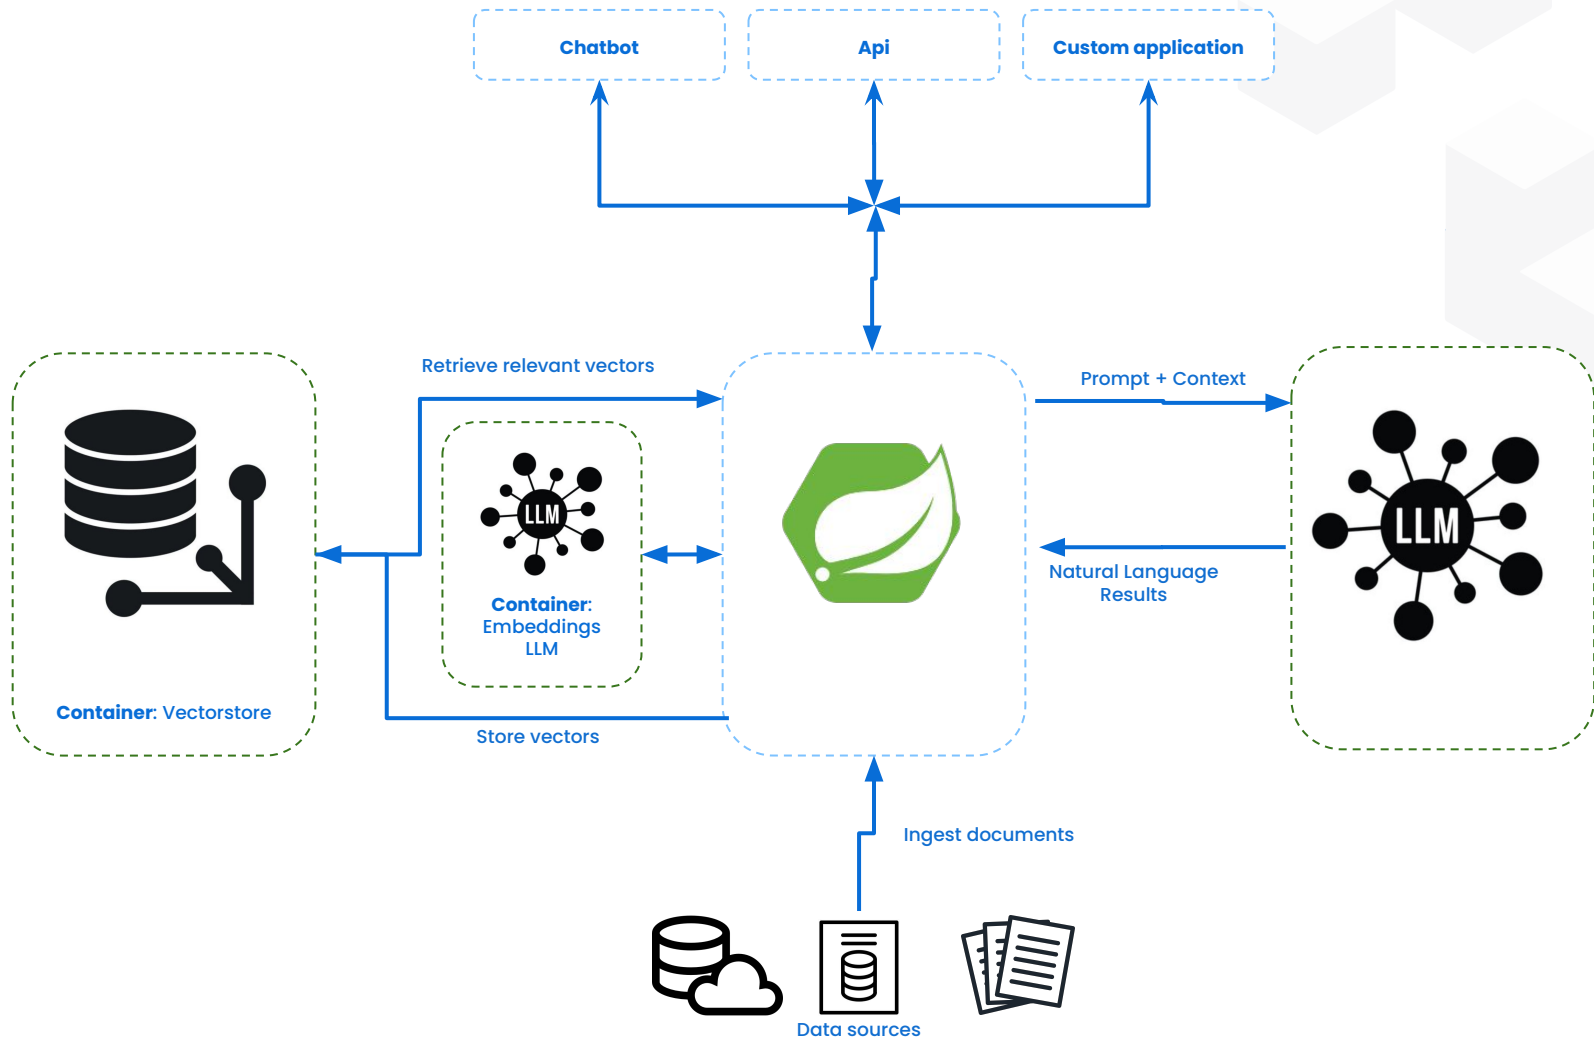 Chatbot
Api
Custom application
Retrieve relevant vectors
Prompt + Context
LLM
LLM
Natural Language
Results
Container:
Embeddings
LLM
Container: Vectorstore
Store vectors
Ingest documents
Data sources